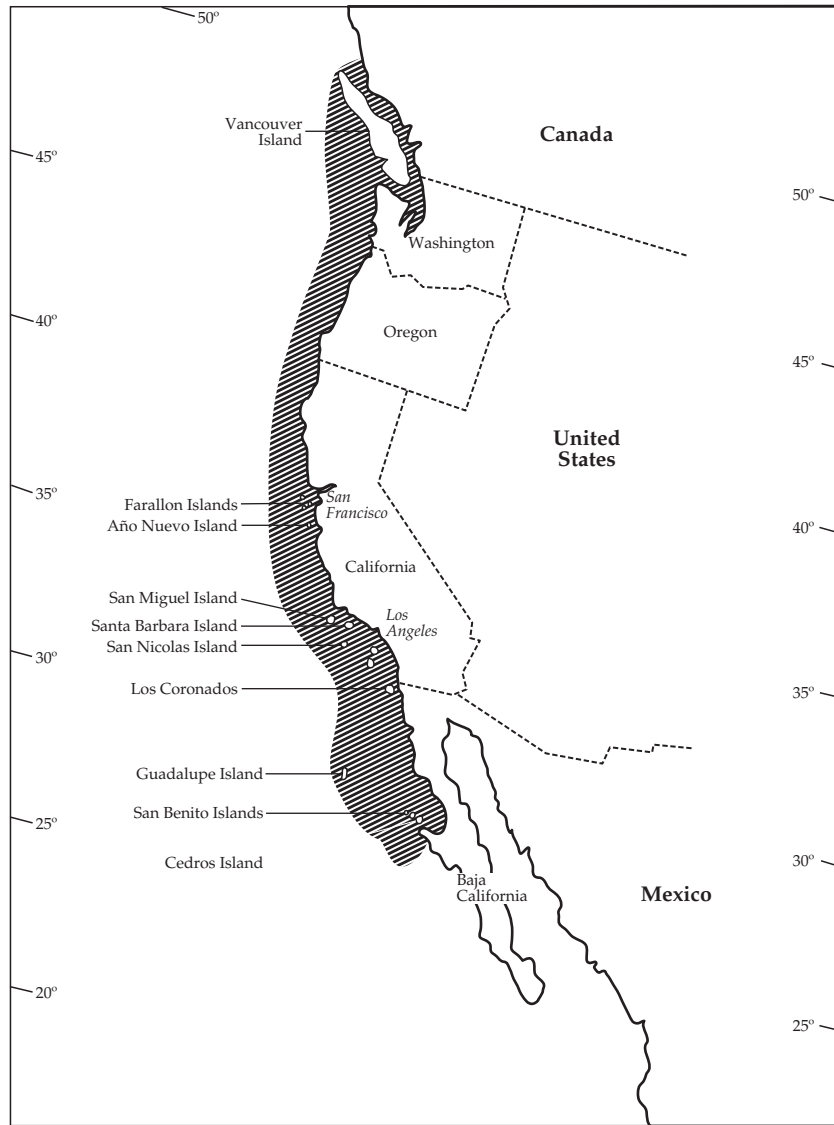 50º
Vancouver
Island
Canada
45º
50º
Washington
40º
Oregon
45º
United
States
35º
Farallon Islands
San
Francisco
Año Nuevo Island
40º
California
San Miguel Island
Los
Angeles
Santa Barbara Island
San Nicolas Island
30º
Los Coronados
35º
Guadalupe Island
San Benito Islands
25º
Cedros Island
30º
Baja
California
Mexico
20º
25º